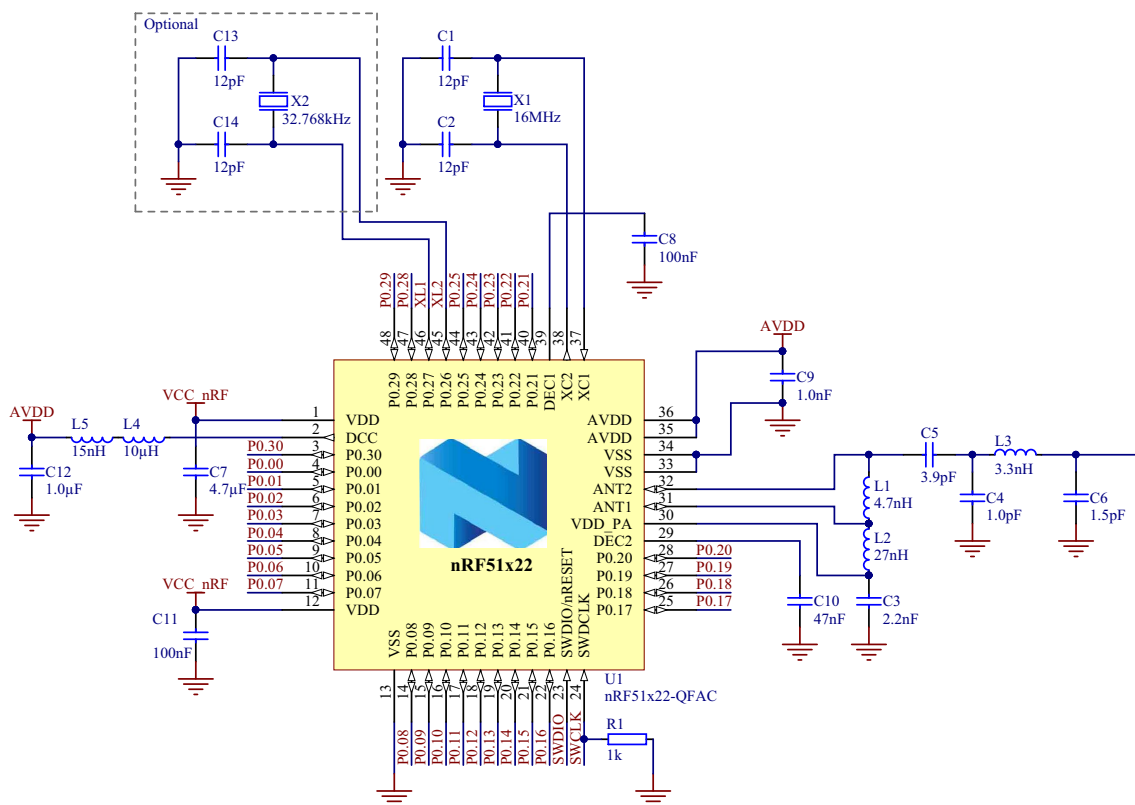 Optional
C13
12pF
X2
32.768kHz
C14
12pF
C1
12pF
X1
16MHz
C2
12pF
C8
100nF
P0.29
P0.28
XL1
XL2
P0.25
P0.24
P0.23
P0.22
P0.21
48
47
46
45
44
43
42
41
40
39
38
37
P0.29
P0.28
P0.27
P0.26
P0.25
P0.24
P0.23
P0.22
P0.21
DEC1
XC2
XC1
AVDD
C9
1.0nF
AVDD
L5
15nH
L4
10µH
C12
1.0µF
VCC_nRF
C7
4.7µF
VCC_nRF
C11
100nF
P0.30
P0.00
P0.01
P0.02
P0.03
P0.04
P0.05
P0.06
P0.07
1
2
3
4
5
6
7
8
9
10
11
12
VDD
DCC
P0.30
P0.00
P0.01
P0.02
P0.03
P0.04
P0.05
P0.06
P0.07
VDD
nRF51x22
AVDD
AVDD
VSS
VSS
ANT2
ANT1
VDD_PA
DEC2
P0.20
P0.19
P0.18
P0.17
36
35
34
33
32
31
30
29
28
27
26
25
P0.20
P0.19
P0.18
P0.17
L1
4.7nH
L2
27nH
C5
3.9pF
L3
3.3nH
C4
1.0pF
C6
1.5pF
C10
47nF
C3
2.2nF
VSS
P0.08
P0.09
P0.10
P0.11
P0.12
P0.13
P0.14
P0.15
P0.16
SWDIO/nRESET
SWDCLK
13
14
15
16
17
18
19
20
21
22
23
24
P0.08
P0.09
P0.10
P0.11
P0.12
P0.13
P0.14
P0.15
P0.16
SWDIO
SWCLK
U1
nRF51x22-QFAC
R1
1k